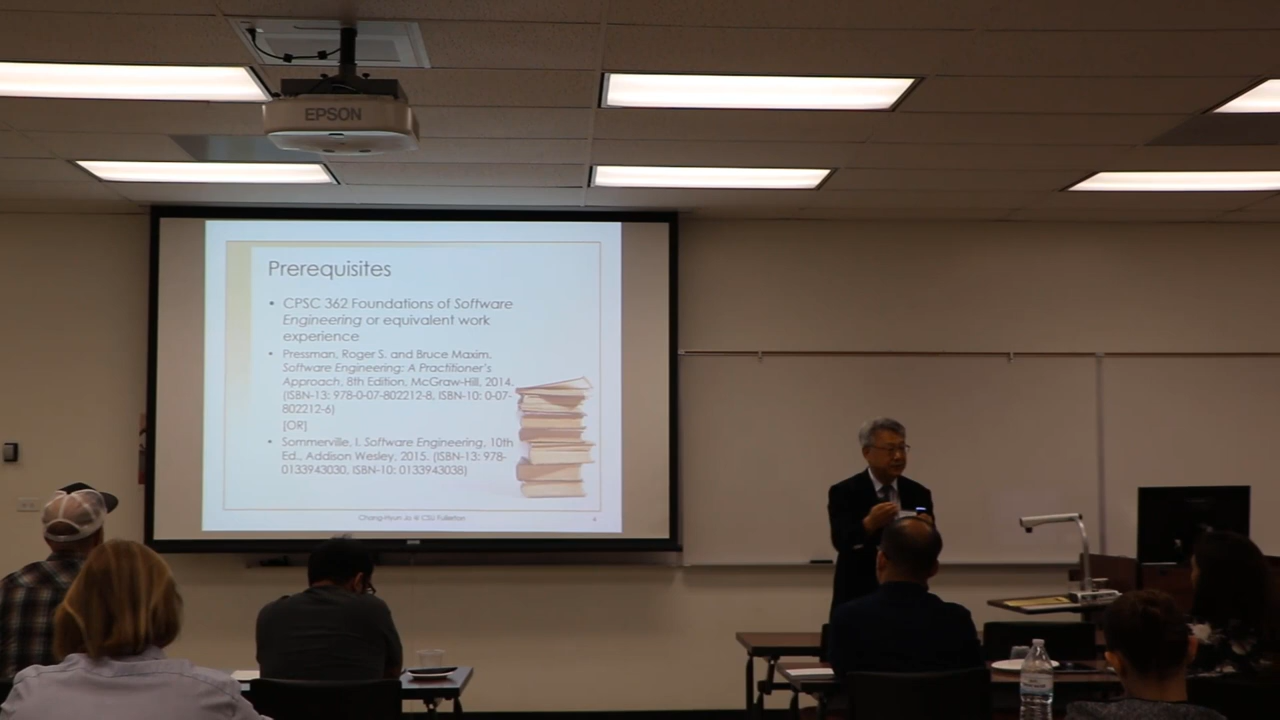 EPSON
Prerequisites
• CPSC 362 Foundations of Software
Engineering or equivalent work
experience
• Pressman, Roger S. and Bruce Maxim,
Software Engineering: A Practitioner's
Approach, 8th Edition, McGraw-Hill, 2014.
(ISBN-13: 978-0-07-802212-8, ISBN-10: 0-07-
802212-6)
[OR]
• Sommerville, I. Software Engineering, 10th
Ed., Addison Wesley, 2015. (ISBN-13: 978-
0133943030, ISBN-10: 0133943038)
Chang-Hyun Jo @ CSU Fullerton